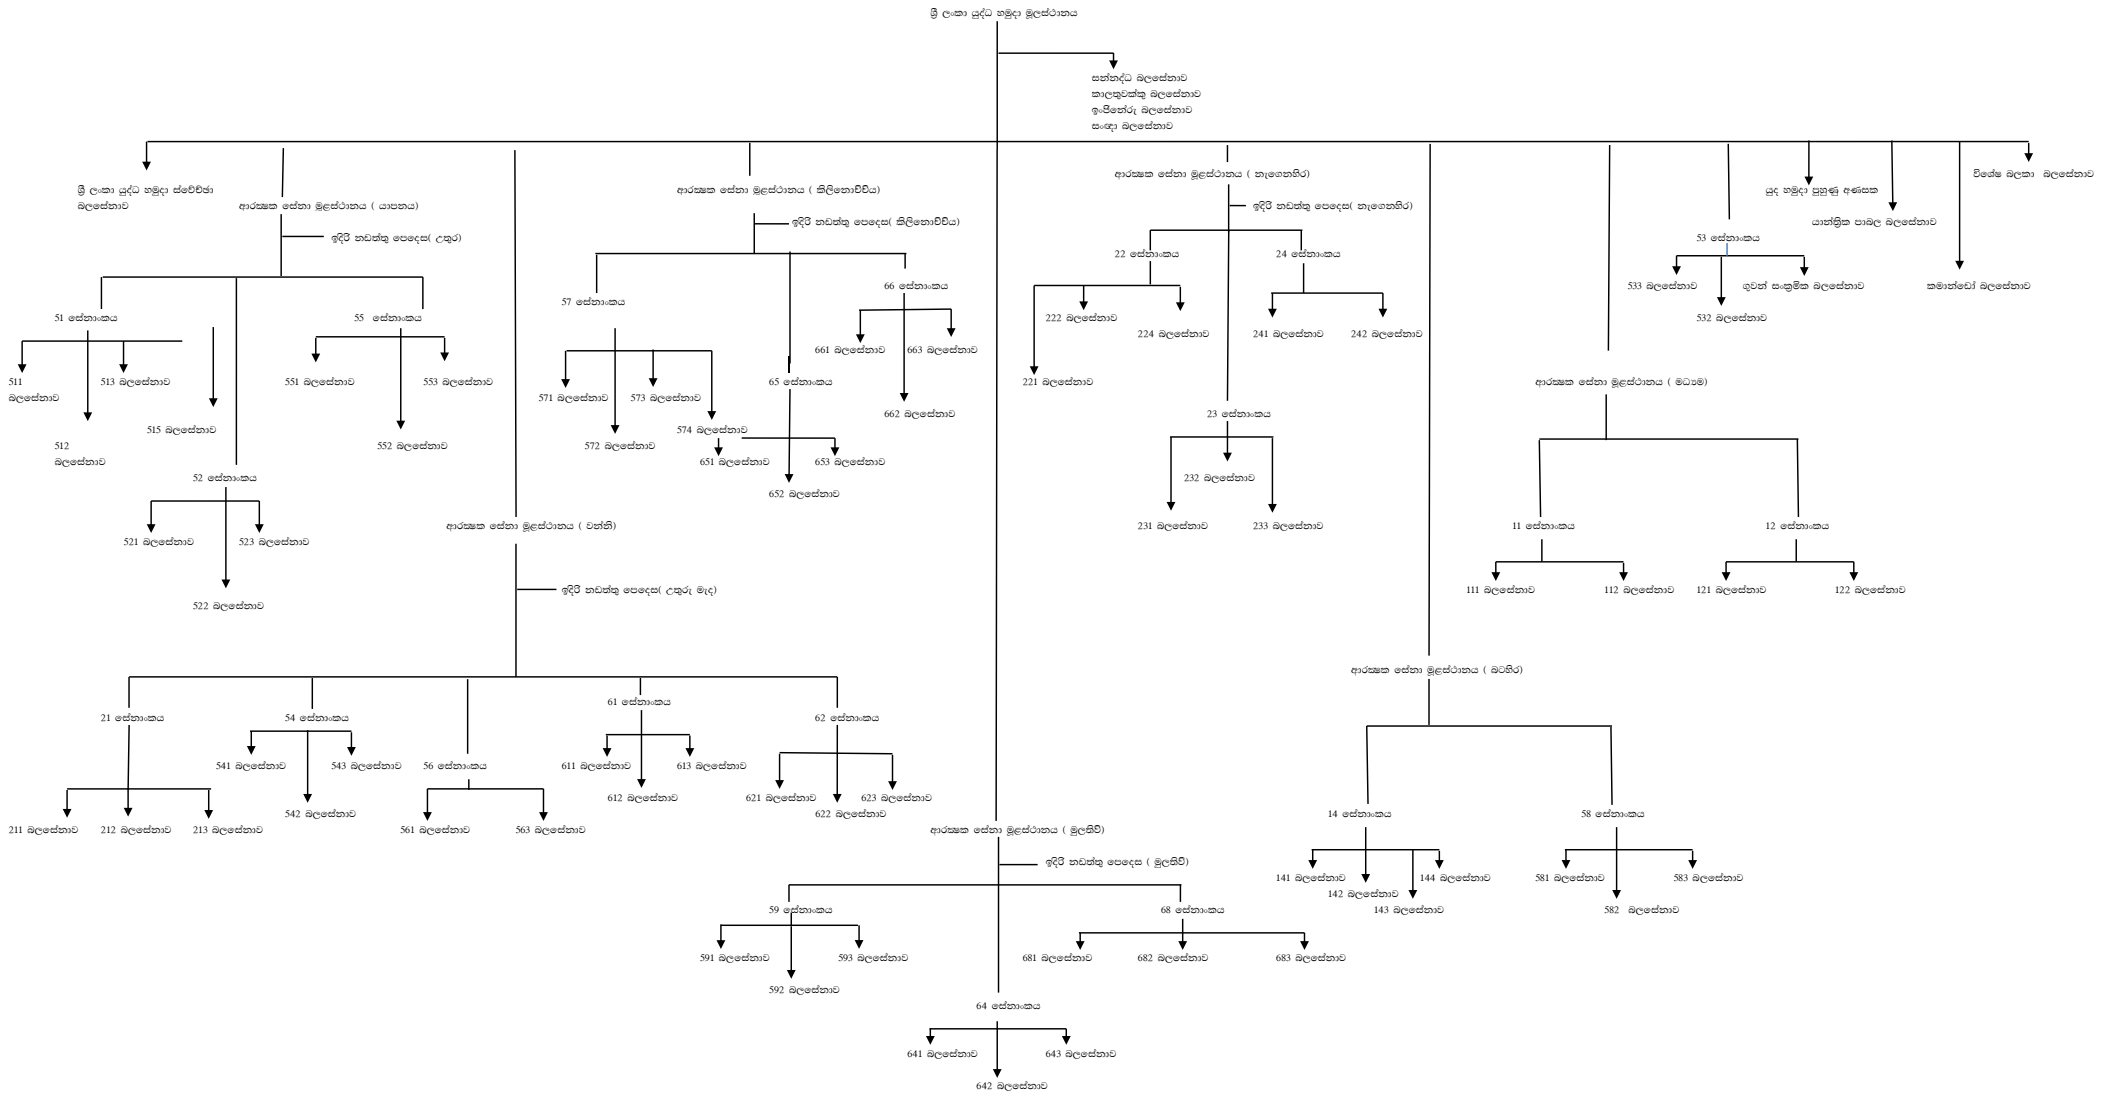 ශ්‍රී ලංකා යුද්ධ හමුදා මූලස්ථානය
සන්නද්ධ බලසේනාව
කාලතුවක්කු බලසේනාව
ඉංජිනේරු බලසේනාව
සංඥා බලසේනාව
ශ්‍රී ලංකා යුද්ධ හමුදා ස්වේච්ඡා
බලසේනාව
ආරක්‍ෂක සේනා මූළස්ථානය ( යාපනය)
ඉදිරි නඩත්තු පෙදෙස( උතුර)
51 සේනාංකය
511
බලසේනාව
513 බලසේනාව
512
බලසේනාව
515 බලසේනාව
52 සේනාංකය
521 බලසේනාව
523 බලසේනාව
522 බලසේනාව
55 සේනාංකය
551 බලසේනාව
553 බලසේනාව
552 බලසේනාව
ආරක්‍ෂක සේනා මූළස්ථානය ( වන්නි)
ඉදිරි නඩත්තු පෙදෙස( උතුරු මැද)
21 සේනාංකය
211 බලසේනාව
212 බලසේනාව
213 බලසේනාව
54 සේනාංකය
541 බලසේනාව
543 බලසේනාව
542 බලසේනාව
56 සේනාංකය
561 බලසේනාව
563 බලසේනාව
61 සේනාංකය
611 බලසේනාව
613 බලසේනාව
612 බලසේනාව
62 සේනාංකය
621 බලසේනාව
623 බලසේනාව
622 බලසේනාව
ආරක්‍ෂක සේනා මූළස්ථානය ( කිලිනොච්චිය)
ඉදිරි නඩත්තු පෙදෙස( කිලිනොච්චිය)
57 සේනාංකය
571 බලසේනාව
573 බලසේනාව
574 බලසේනාව
572 බලසේනාව
65 සේනාංකය
651 බලසේනාව
653 බලසේනාව
652 බලසේනාව
66 සේනාංකය
661 බලසේනාව
663 බලසේනාව
662 බලසේනාව
ආරක්‍ෂක සේනා මූළස්ථානය ( මුලතිව්)
ඉදිරි නඩත්තු පෙදෙස ( මුලතිව්)
59 සේනාංකය
591 බලසේනාව
593 බලසේනාව
592 බලසේනාව
68 සේනාංකය
681 බලසේනාව
682 බලසේනාව
683 බලසේනාව
64 සේනාංකය
641 බලසේනාව
643 බලසේනාව
642 බලසේනාව
ආරක්‍ෂක සේනා මූළස්ථානය ( නැගෙනහිර)
ඉදිරි නඩත්තු පෙදෙස( නැගෙනහිර)
22 සේනාංකය
222 බලසේනාව
224 බලසේනාව
221 බලසේනාව
24 සේනාංකය
241 බලසේනාව
242 බලසේනාව
23 සේනාංකය
232 බලසේනාව
231 බලසේනාව
233 බලසේනාව
ආරක්‍ෂක සේනා මූළස්ථානය ( බටහිර)
14 සේනාංකය
141 බලසේනාව
144 බලසේනාව
142 බලසේනාව
143 බලසේනාව
58 සේනාංකය
581 බලසේනාව
583 බලසේනාව
582 බලසේනාව
ආරක්‍ෂක සේනා මූළස්ථානය ( මධ්‍යම)
11 සේනාංකය
111 බලසේනාව
112 බලසේනාව
12 සේනාංකය
121 බලසේනාව
122 බලසේනාව
53 සේනාංකය
533 බලසේනාව
ගුවන් සංක්‍රමික බලසේනාව
532 බලසේනාව
යුද හමුදා පුහුණු අණසක
යාන්ත්‍රික පාබල බලසේනාව
කමාන්ඩෝ බලසේනාව
විශේෂ බලකා බලසේනාව